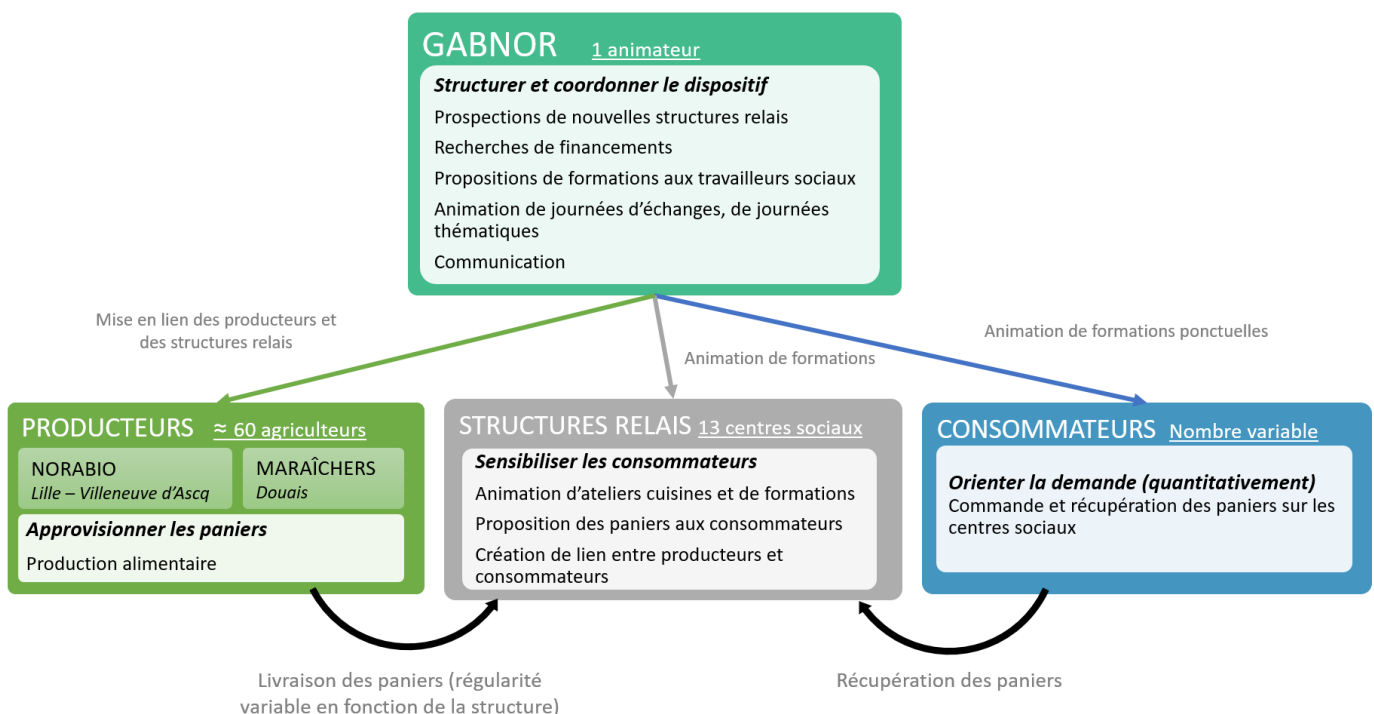 GABNOR 1 animateur
Structurer et coordonner le dispositif
Prospections de nouvelles structures relais
Recherches de financements
Propositions de formations aux travailleurs sociaux
Animation de journées d’échanges, de journées
thématiques
Communication
Mise en lien des producteurs et
des structures relais
Animation de formations
Animation de formations ponctuelles
PRODUCTEURS ≈ 60 agriculteurs
NORABIO
Lille – Villeneuve d’Ascq
MARAÎCHERS
Douais
Approvisionner les paniers
Production alimentaire
STRUCTURES RELAIS 13 centres sociaux
Sensibiliser les consommateurs
Animation d’ateliers cuisines et de formations
Proposition des paniers aux consommateurs
Création de lien entre producteurs et
consommateurs
CONSOMMATEURS Nombre variable
Orienter la demande (quantitativement)
Commande et récupération des paniers sur les
centres sociaux
Livraison des paniers (régularité
variable en fonction de la structure)
Récupération des paniers